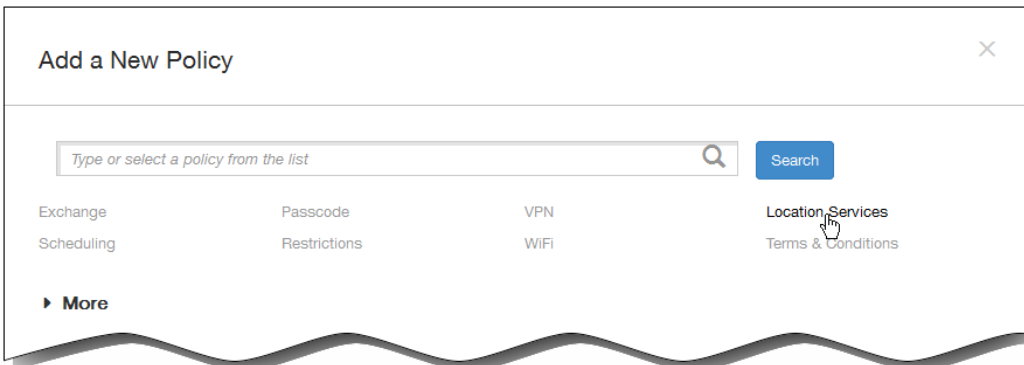 Add a New Policy
Type or select a policy from the list
Search
Exchange Passcode VPN Location Services
Scheduling Restrictions WiFi Terms & Conditions
More